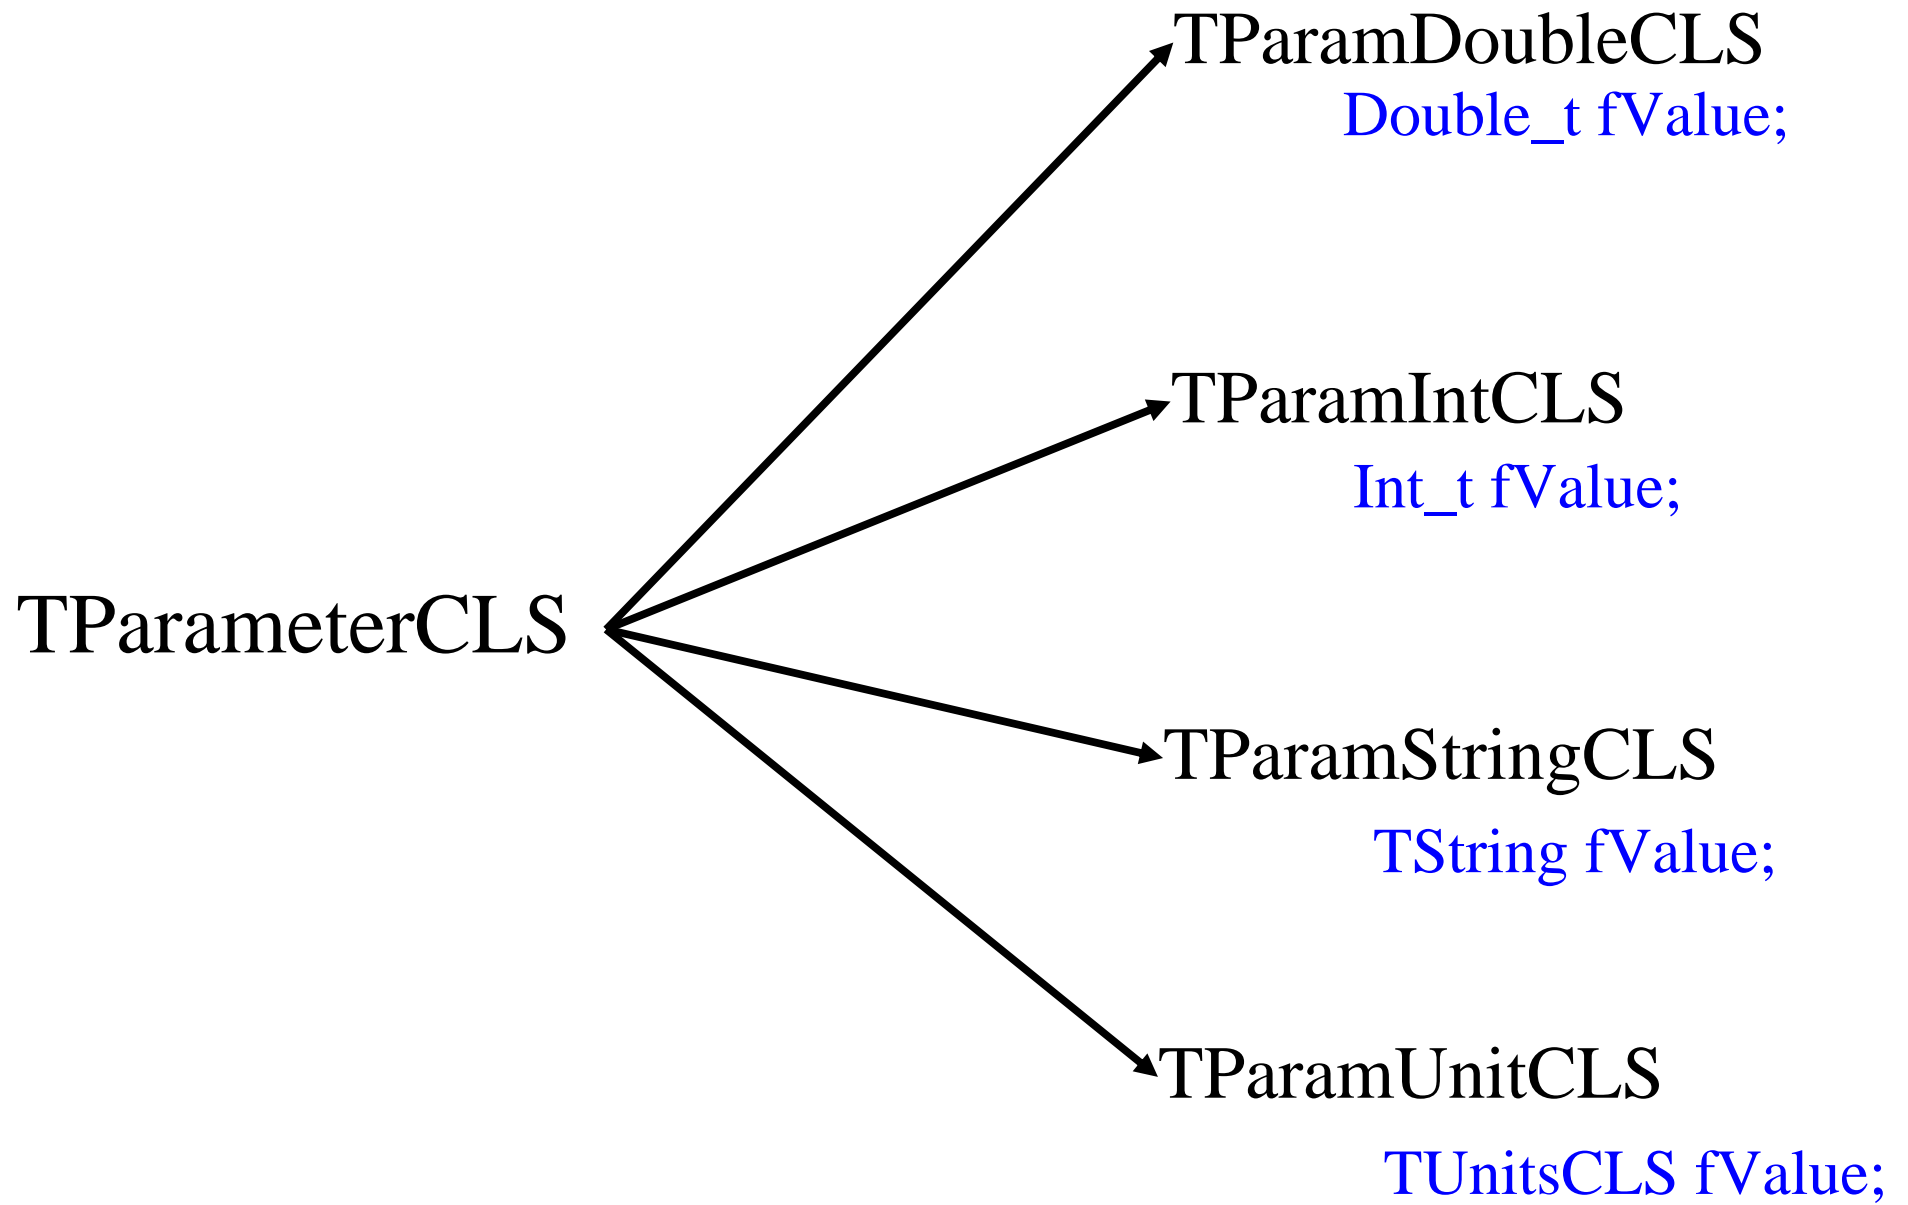 TParamDoubleCLS
Double_t fValue;
TParamIntCLS
Int_t fValue;
TParameterCLS
TParamStringCLS
TString fValue;
TParamUnitCLS
TUnitsCLS fValue;